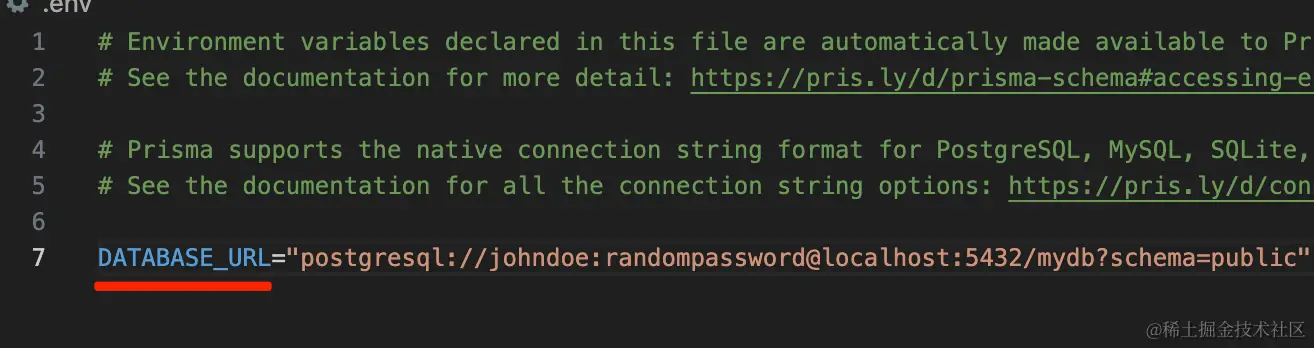 .env
1 # Environment variables declared in this file are automatically made available to Pr
2 # See the documentation for more detail: https://pris.ly/d/prisma-schema#accessing-e
3
4 # Prisma supports the native connection string format for PostgreSQL, MySQL, SQLite,
5 # See the documentation for all the connection string options: https://pris.ly/d/con
6
7 DATABASE_URL="postgresql://johndoe:randompassword@localhost:5432/mydb?schema=public"
@稀土掘金技术社区